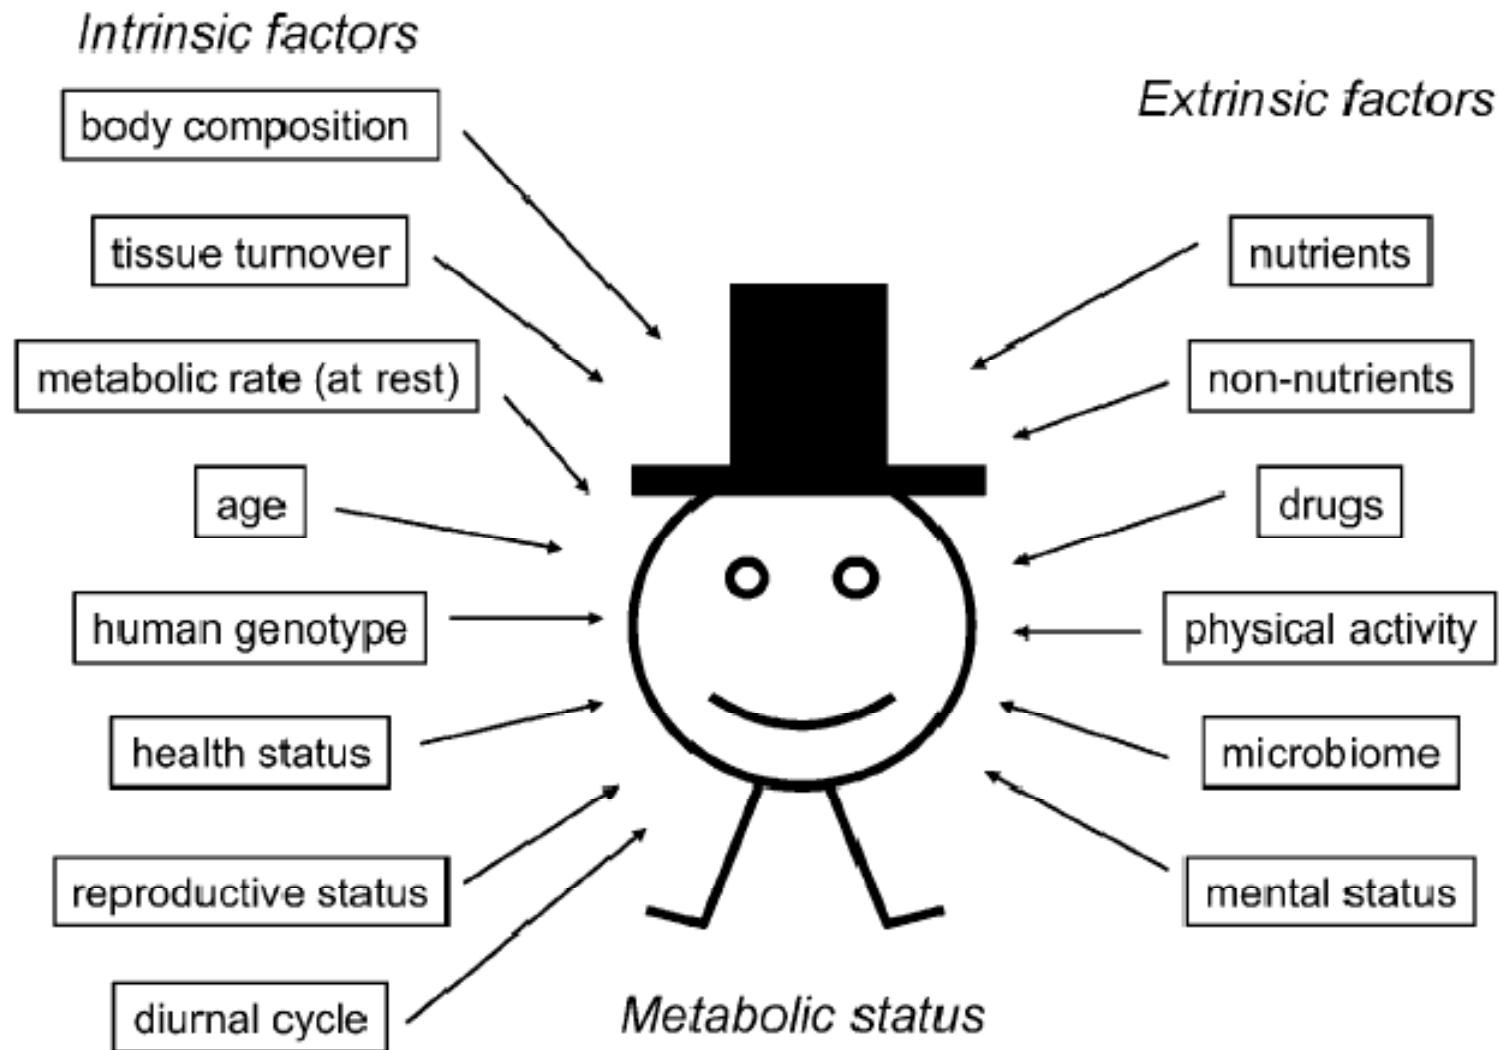 Intrinsic factors
body composition
tissue turnover
metabolic rate (at rest)
age
human genotype
health status
reproductive status
diurnal cycle
Extrinsic factors
nutrients
non-nutrients
drugs
physical activity
microbiome
mental status
Metabolic status